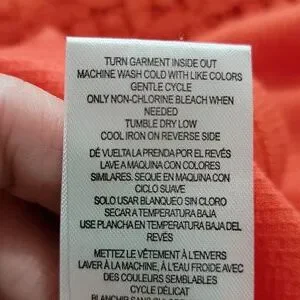 TURN GARMENT INSIDE OUT
MACHINE WASH COLD WITH LIKE COLORS
GENTLE CYCLE
ONLY NON-CHLORINE BLEACH WHEN
NEEDED
TUMBLE DRY LOW
COOL IRON ON REVERSE SIDE
DÉ VUELTA LA PRENDA POR EL REVÉS
LAVE A MAQUINA CON COLORES
SIMILARES. SEQUE EN MAQUINA CON
CICLO SUAVE
SOLO USAR BLANQUEO SIN CLORO
SECAR A TEMPERATURA BAJA
USE PLANCHA EN TEMPERATURA BAJA DEL
REVÉS
METTEZ LE VÊTEMENT À L'ENVERS
LAVER À LA MACHINE, À L'EAU FROIDE AVEC
DES COULEURS SEMBLABLES
CYCLE DÉLICAT
BLANCHIR SANS